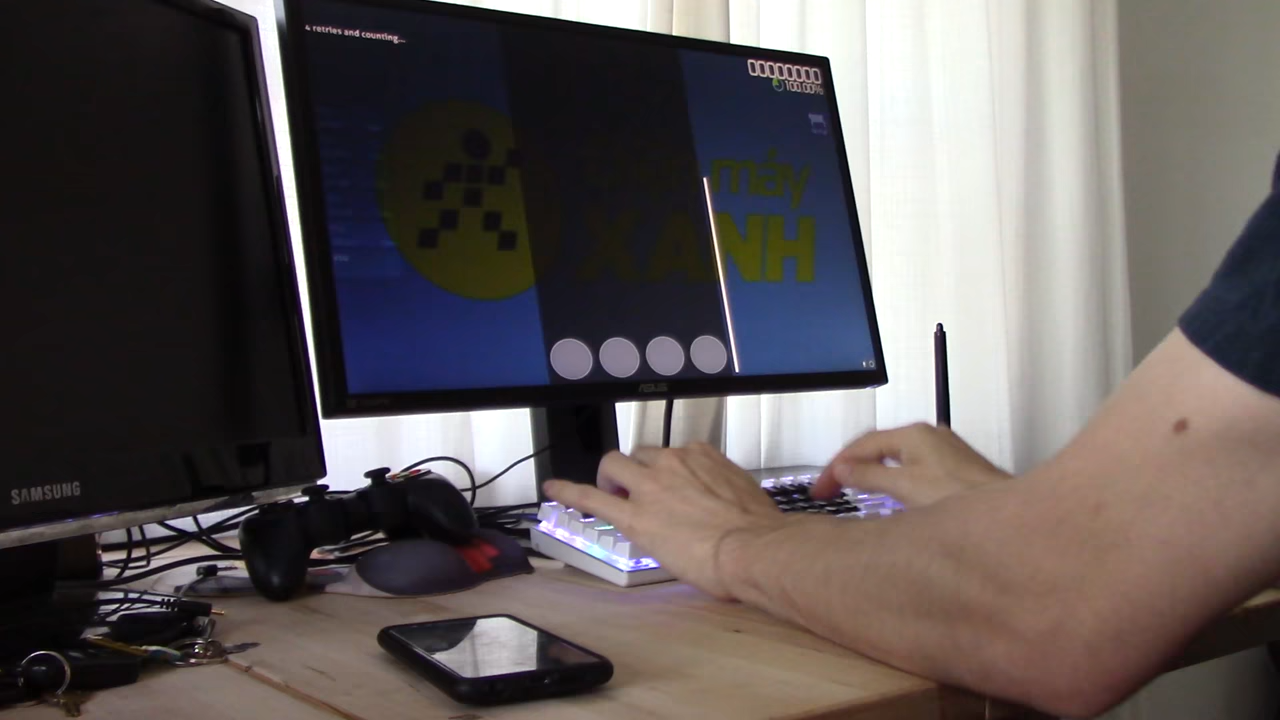 4 retries and counting...
00000000
100.00%
máy
XANH
ASUS
SAMSUNG